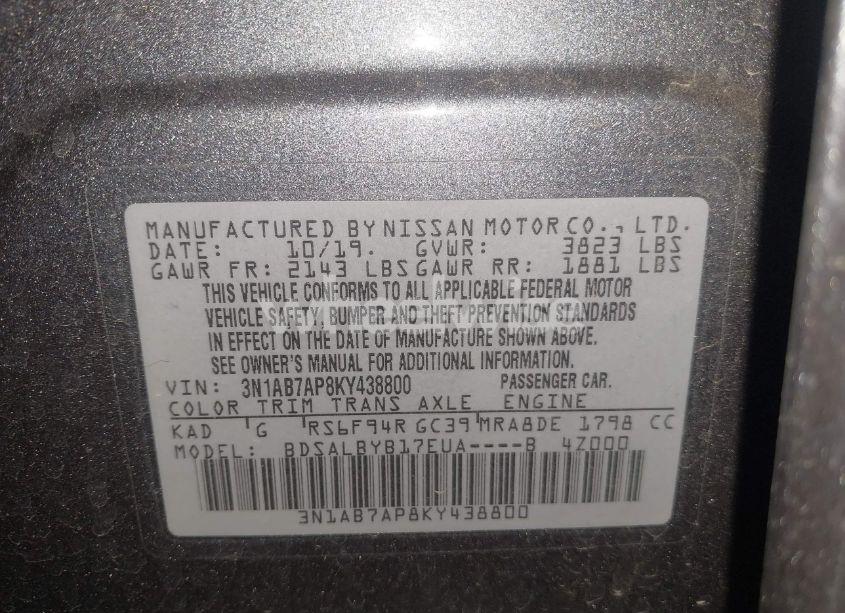 MANUFACTURED BY NISSAN MOTOR CO., LTD.
DATE: 10/19. GVWR: 3823 LBS
GAWR FR: 2143 LBS GAWR RR: 1881 LBS
THIS VEHICLE CONFORMS TO ALL APPLICABLE FEDERAL MOTOR
VEHICLE SAFETY, BUMPER AND THEFT PREVENTION STANDARDS
IN EFFECT ON THE DATE OF MANUFACTURE SHOWN ABOVE.
SEE OWNER'S MANUAL FOR ADDITIONAL INFORMATION.
VIN: 3N1AB7AP8KY438800 PASSENGER CAR.
COLOR TRIM TRANS AXLE ENGINE
KAD G RS6F94R GC39 MRA8DE 1798 CC
MODEL: BDSALBYB17EUA----B 4Z000
3N1AB7AP8KY438800